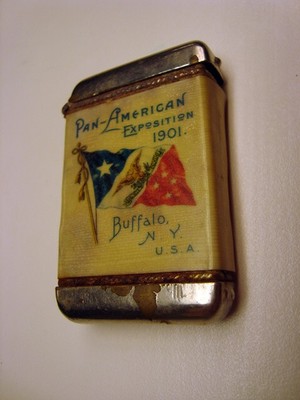 PAN-AMERICAN
EXPOSITION
1901.
Buffalo,
N.Y.
U.S.A.